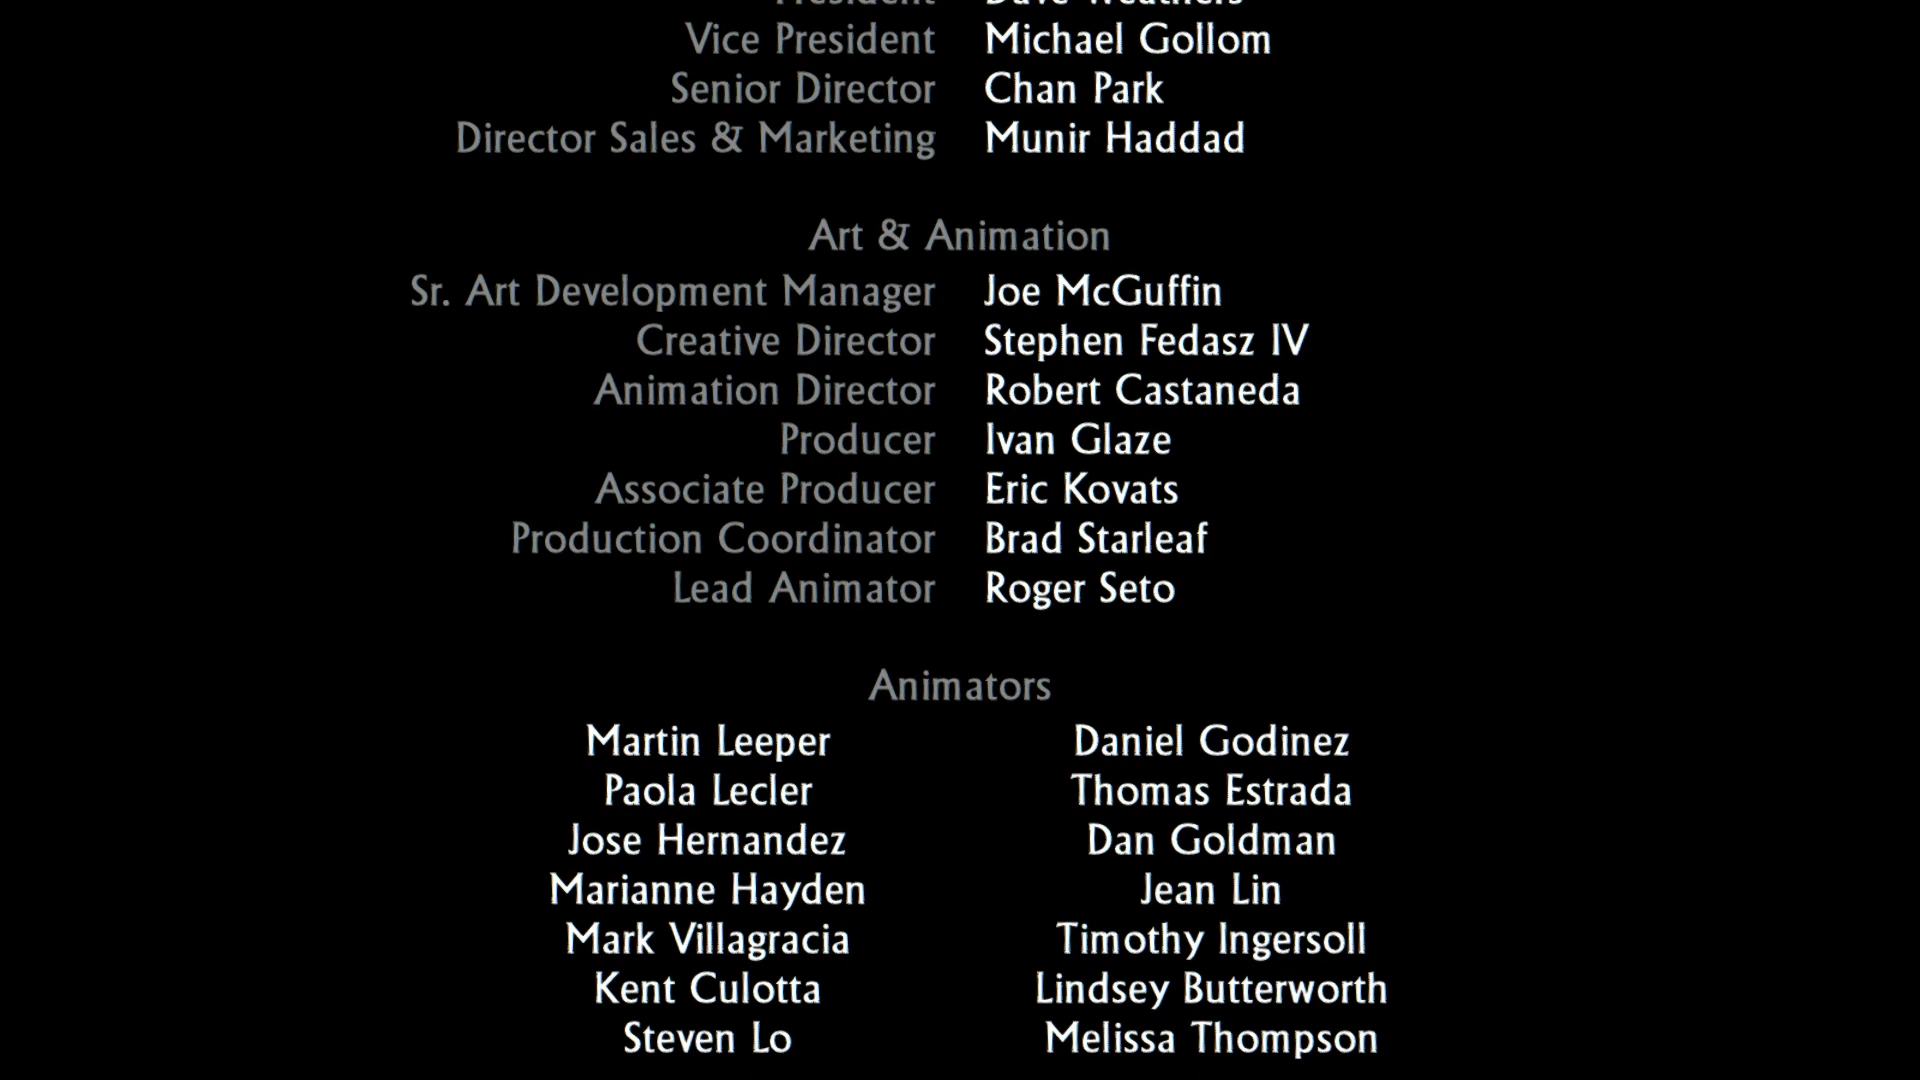 President Dave Weathers
Vice President Michael Gollom
Senior Director Chan Park
Director Sales & Marketing Munir Haddad
Art & Animation
Sr. Art Development Manager Joe McGuffin
Creative Director Stephen Fedasz IV
Animation Director Robert Castaneda
Producer Ivan Glaze
Associate Producer Eric Kovats
Production Coordinator Brad Starleaf
Lead Animator Roger Seto
Animators
Martin Leeper Daniel Godinez
Paola Lecler Thomas Estrada
Jose Hernandez Dan Goldman
Marianne Hayden Jean Lin
Mark Villagracia Timothy Ingersoll
Kent Culotta Lindsey Butterworth
Steven Lo Melissa Thompson